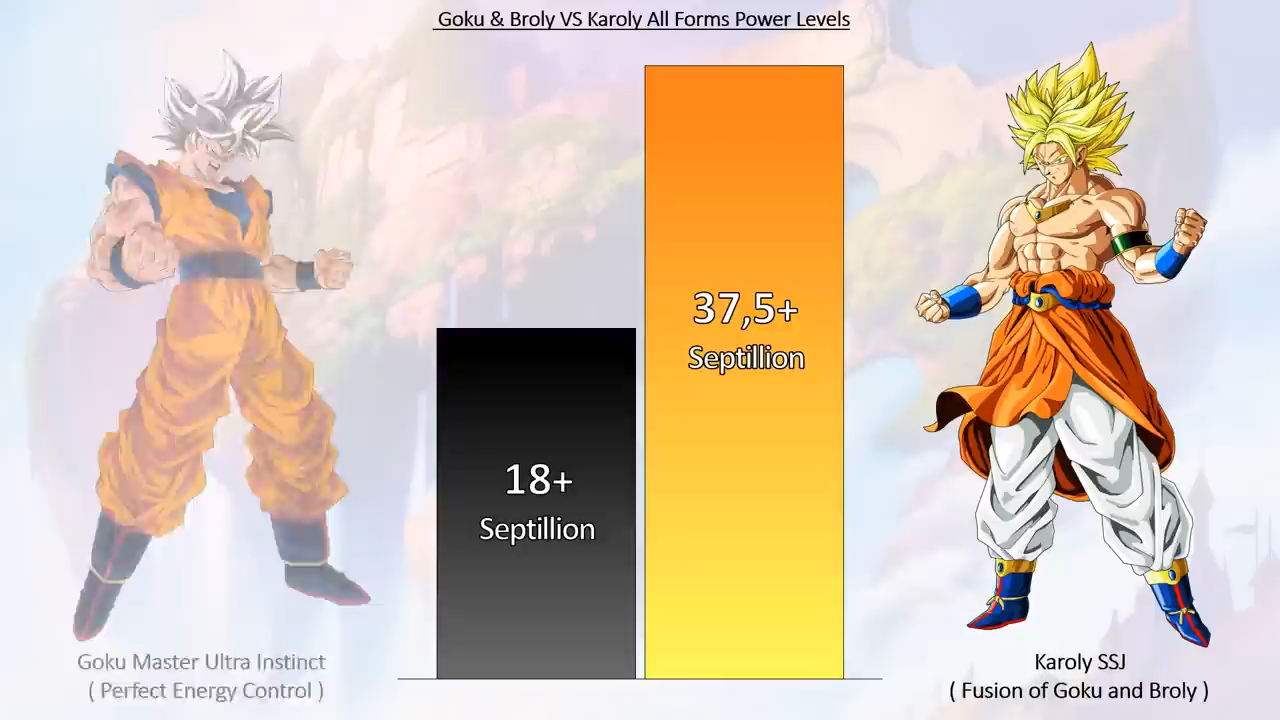 Goku & Broly VS Karoly All Forms Power Levels
37,5+
Septillion
18+
Septillion
Goku Master Ultra Instinct
( Perfect Energy Control )
Karoly SSJ
( Fusion of Goku and Broly )